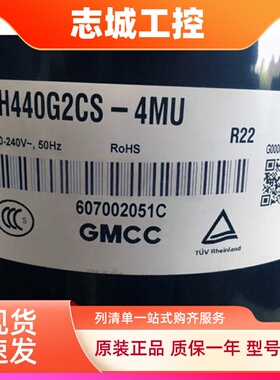 志城工控
H440G2CS-4MU
0-240V~, 50Hz
RoHS
R22
G000
607002051C
GMCC
TÜV Rheinland
现货
速发
列清单一站式购齐服务
原装正品 质保一年 型号